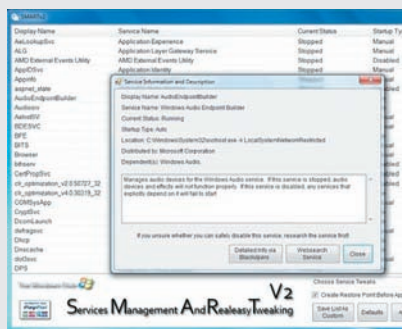 SMART
Display Name Service Name Current Status Startup Ty
AeLookupSvc Application Experience Stopped Manual
ALG Application Layer Gateway Service Stopped Manual
AMD External Events Utility AMD External Events Utility Stopped Disabled
AppIDSvc Application Identity Stopped Manual
Appinfo
aspnet_state
AudioEndpointBuilder
Audiosrv
AxInstSV
BDESVC
BFE
BITS
Browser
bthserv
CertPropSvc
clr_optimization_v2.0.50727_32
clr_optimization_v4.0.30319_32
COMSysApp
CryptSvc
DcomLaunch
defragsvc
Dhcp
Dnscache
dot3svc
DPS
Service Information and Description
Display Name: AudioEndpointBuilder
Service Name: Windows Audio Endpoint Builder
Current Status: Running
Startup Type: Auto
Location: C:\Windows\System32\svchost.exe -k LocalSystemNetworkRestricted
Distributed by Microsoft Corporation
Dependent(s): Windows Audio,
Manages audio devices for the Windows Audio service. If this service is stopped, audio
devices and effects will not function properly. If this service is disabled, any services that
explicitly depend on it will fail to start
If you unsure whether you can safely disable this service, research the service first!
Detailed Info via
BlackVipers
Websearch
Service
Close
The Windows Club
V2
Services Management And Realeasy Tweaking
PayPal
Choose Service Tweaks
Create Restore Point Before Ap
Save List to
Custom
Defaults